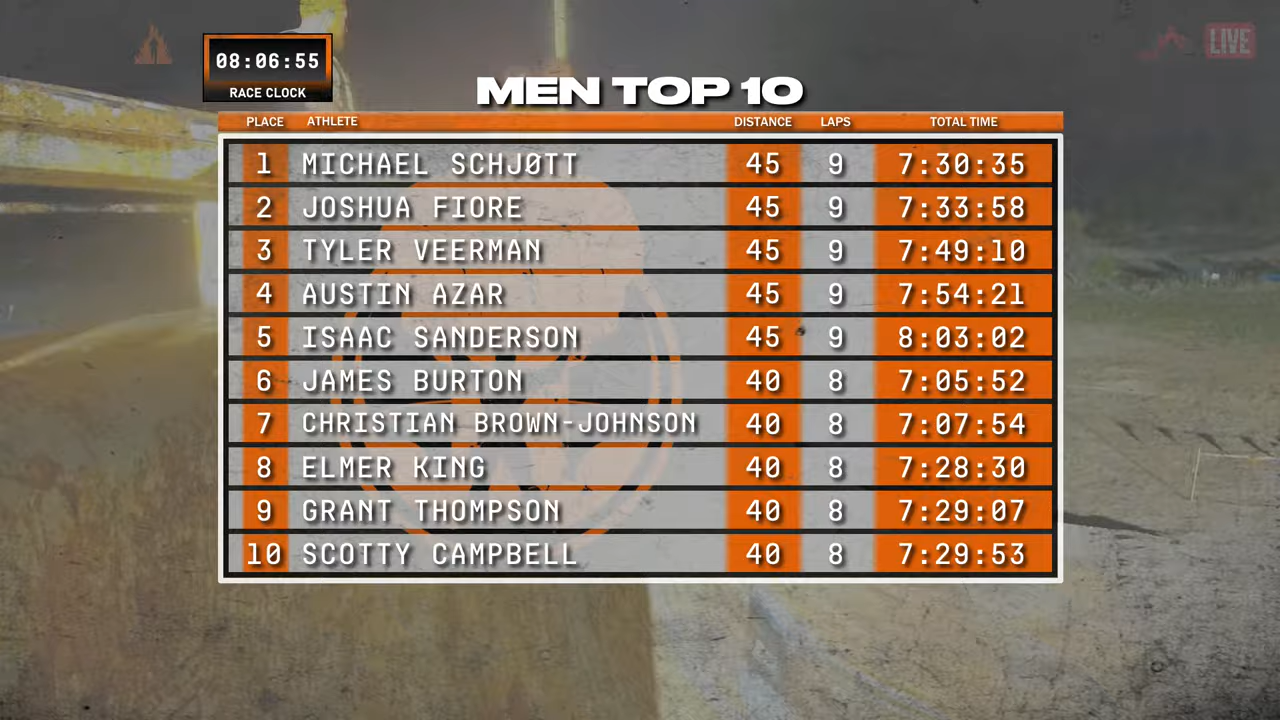 08:06:55
RACE CLOCK
LIVE
MEN TOP 10
PLACE ATHLETE DISTANCE LAPS TOTAL TIME
1 MICHAEL SCHJØTT 45 9 7:30:35
2 JOSHUA FIORE 45 9 7:33:58
3 TYLER VEERMAN 45 9 7:49:10
4 AUSTIN AZAR 45 9 7:54:21
5 ISAAC SANDERSON 45 9 8:03:02
6 JAMES BURTON 40 8 7:05:52
7 CHRISTIAN BROWN-JOHNSON 40 8 7:07:54
8 ELMER KING 40 8 7:28:30
9 GRANT THOMPSON 40 8 7:29:07
10 SCOTTY CAMPBELL 40 8 7:29:53